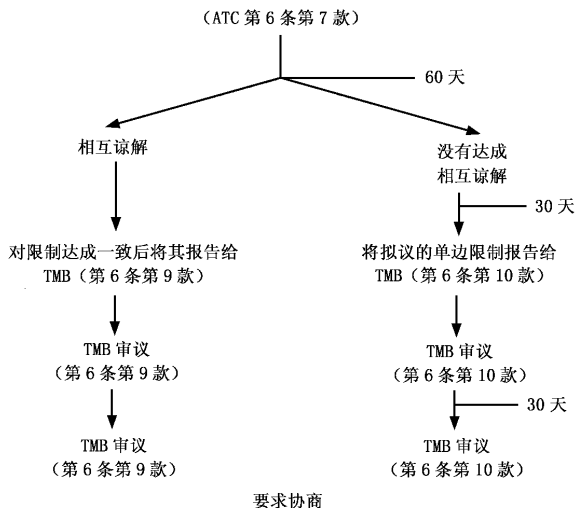 (ATC 第 6 条第 7 款)
60 天
相互谅解
没有达成
相互谅解
30 天
对限制达成一致后将其报告给
TMB (第 6 条第 9 款)
将拟议的单边限制报告给
TMB (第 6 条第 10 款)
TMB 审议
(第 6 条第 9 款)
TMB 审议
(第 6 条第 10 款)
30 天
TMB 审议
(第 6 条第 9 款)
TMB 审议
(第 6 条第 10 款)
要求协商